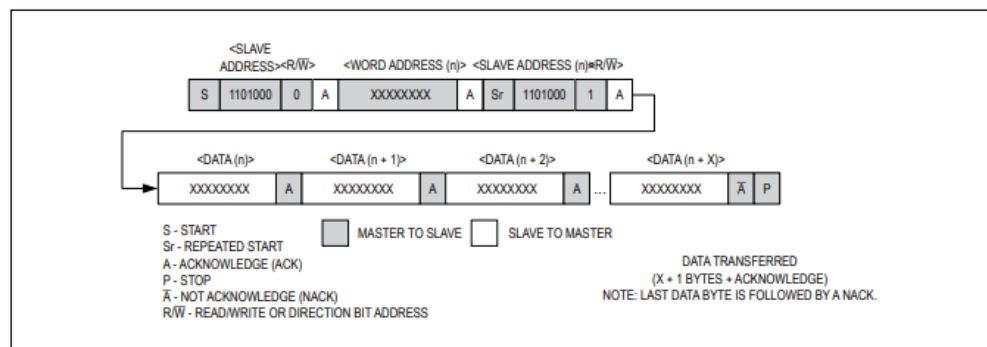 <SLAVE
ADDRESS><R/W̅> <WORD ADDRESS (n)> <SLAVE ADDRESS (n)=R/W̅>
S 1101000 0 A XXXXXXXX A Sr 1101000 1 A
<DATA (n)> <DATA (n + 1)> <DATA (n + 2)> <DATA (n + X)>
XXXXXXXX A XXXXXXXX A XXXXXXXX A ... XXXXXXXX A̅ P
S - START
Sr - REPEATED START
A - ACKNOWLEDGE (ACK)
P - STOP
A̅ - NOT ACKNOWLEDGE (NACK)
R/W̅ - READ/WRITE OR DIRECTION BIT ADDRESS
MASTER TO SLAVE SLAVE TO MASTER
DATA TRANSFERRED
(X + 1 BYTES + ACKNOWLEDGE)
NOTE: LAST DATA BYTE IS FOLLOWED BY A NACK.